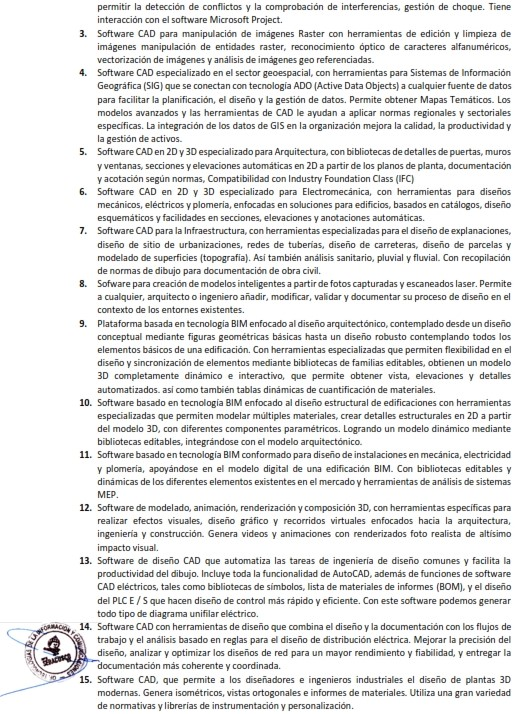 permitir la detección de conflictos y la comprobación de interferencias, gestión de choque. Tiene
interacción con el software Microsoft Project.
3. Software CAD para manipulación de imágenes Raster con herramientas de edición y limpieza de
imágenes manipulación de entidades raster, reconocimiento óptico de caracteres alfanuméricos,
vectorización de imágenes y análisis de imágenes geo referenciadas.
4. Software CAD especializado en el sector geoespacial, con herramientas para Sistemas de Información
Geográfica (SIG) que se conectan con tecnología ADO (Active Data Objects) a cualquier fuente de datos
para facilitar la planificación, el diseño y la gestión de datos. Permite obtener Mapas Temáticos. Los
modelos avanzados y las herramientas de CAD le ayudan a aplicar normas regionales y sectoriales
específicas. La integración de los datos de GIS en la organización mejora la calidad, la productividad y
la gestión de activos.
5. Software CAD en 2D y 3D especializado para Arquitectura, con bibliotecas de detalles de puertas, muros
y ventanas, secciones y elevaciones automáticas en 2D a partir de los planos de planta, documentación
y acotación según normas, Compatibilidad con Industry Foundation Class (IFC)
6. Software CAD en 2D y 3D especializado para Electromecánica, con herramientas para diseños
mecánicos, eléctricos y plomería, enfocadas en soluciones para edificios, basados en catálogos, diseño
esquemáticos y facilidades en secciones, elevaciones y anotaciones automáticas.
7. Software CAD para la Infraestructura, con herramientas especializadas para el diseño de explanaciones,
diseño de sitio de urbanizaciones, redes de tuberías, diseño de carreteras, diseño de parcelas y
modelado de superficies (topografía). Así también análisis sanitario, pluvial y fluvial. Con recopilación
de normas de dibujo para documentación de obra civil.
8. Sofware para creación de modelos inteligentes a partir de fotos capturadas y escaneados laser. Permite
a cualquier, arquitecto o ingeniero añadir, modificar, validar y documentar su proceso de diseño en el
contexto de los entornes existentes.
9. Plataforma basada en tecnología BIM enfocado al diseño arquitectónico, contemplado desde un diseño
conceptual mediante figuras geométricas básicas hasta un diseño robusto contemplando todos los
elementos básicos de una edificación. Con herramientas especializadas que permiten flexibilidad en el
diseño y sincronización de elementos mediante bibliotecas de familias editables, obtienen un modelo
3D completamente dinámico e interactivo, que permite obtener vista, elevaciones y detalles
automatizados. así como también tablas dinámicas de cuantificación de materiales.
10. Software basado en tecnología BIM enfocado al diseño estructural de edificaciones con herramientas
especializadas que permiten modelar múltiples materiales, crear detalles estructurales en 2D a partir
del modelo 3D, con diferentes componentes paramétricos. Logrando un modelo dinámico mediante
bibliotecas editables, integrándose con el modelo arquitectónico.
11. Software basado en tecnología BIM conformado para diseño de instalaciones en mecánica, electricidad
y plomería, apoyándose en el modelo digital de una edificación BIM. Con bibliotecas editables y
dinámicas de los diferentes elementos existentes en el mercado y herramientas de análisis de sistemas
MEP.
12. Software de modelado, animación, renderización y composición 3D, con herramientas específicas para
realizar efectos visuales, diseño gráfico y recorridos virtuales enfocados hacia la arquitectura,
ingeniería y construcción. Genera videos y animaciones con renderizados foto realista de altísimo
impacto visual.
13. Software de diseño CAD que automatiza las tareas de ingeniería de diseño comunes y facilita la
productividad del dibujo. Incluye toda la funcionalidad de AutoCAD, además de funciones de software
CAD eléctricos, tales como bibliotecas de símbolos, lista de materiales de informes (BOM), y el diseño
del PLC E / S que hacen diseño de control más rápido y eficiente. Con este software podemos generar
todo tipo de diagrama unifilar eléctrico.
14. Software CAD con herramientas de diseño que combina el diseño y la documentación con los flujos de
trabajo y el análisis basado en reglas para el diseño de distribución eléctrica. Mejorar la precisión del
diseño, analizar y optimizar los diseños de red para un mayor rendimiento y fiabilidad, y entregar la
documentación más coherente y coordinada.
15. Software CAD, que permite a los diseñadores e ingenieros industriales el diseño de plantas 3D
modernas. Genera isométricos, vistas ortogonales e informes de materiales. Utiliza una gran variedad
de normativas y librerías de instrumentación y personalización.